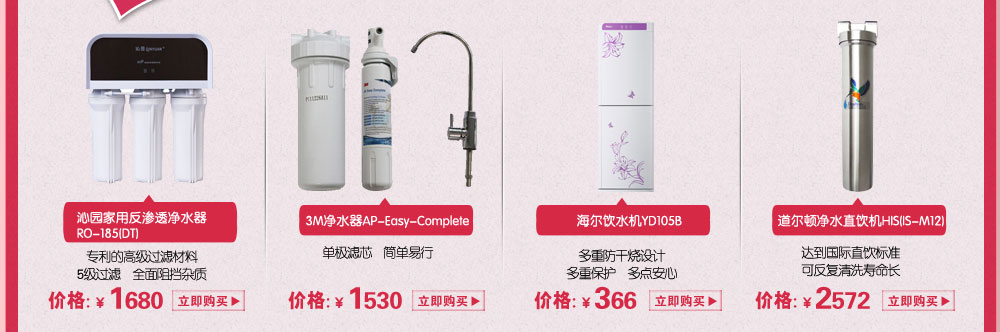 沁园家用反渗透净水器
RO-185(DT)
专利的高级过滤材料
5级过滤 全面阻挡杂质
价格: ¥ 1680 立即购买▶
3M净水器AP-Easy-Complete
单极滤芯 简单易行
价格: ¥ 1530 立即购买▶
海尔饮水机YD105B
多重防干烧设计
多重保护 多点安心
价格: ¥ 366 立即购买▶
道尔顿净水直饮机HIS(IS-M12)
达到国际直饮标准
可反复清洗寿命长
价格: ¥ 2572 立即购买▶